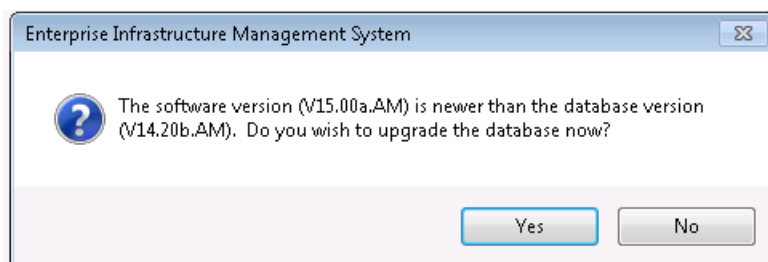 Enterprise Infrastructure Management System
The software version (V15.00a.AM) is newer than the database version
(V14.20b.AM).  Do you wish to upgrade the database now?
Yes
No